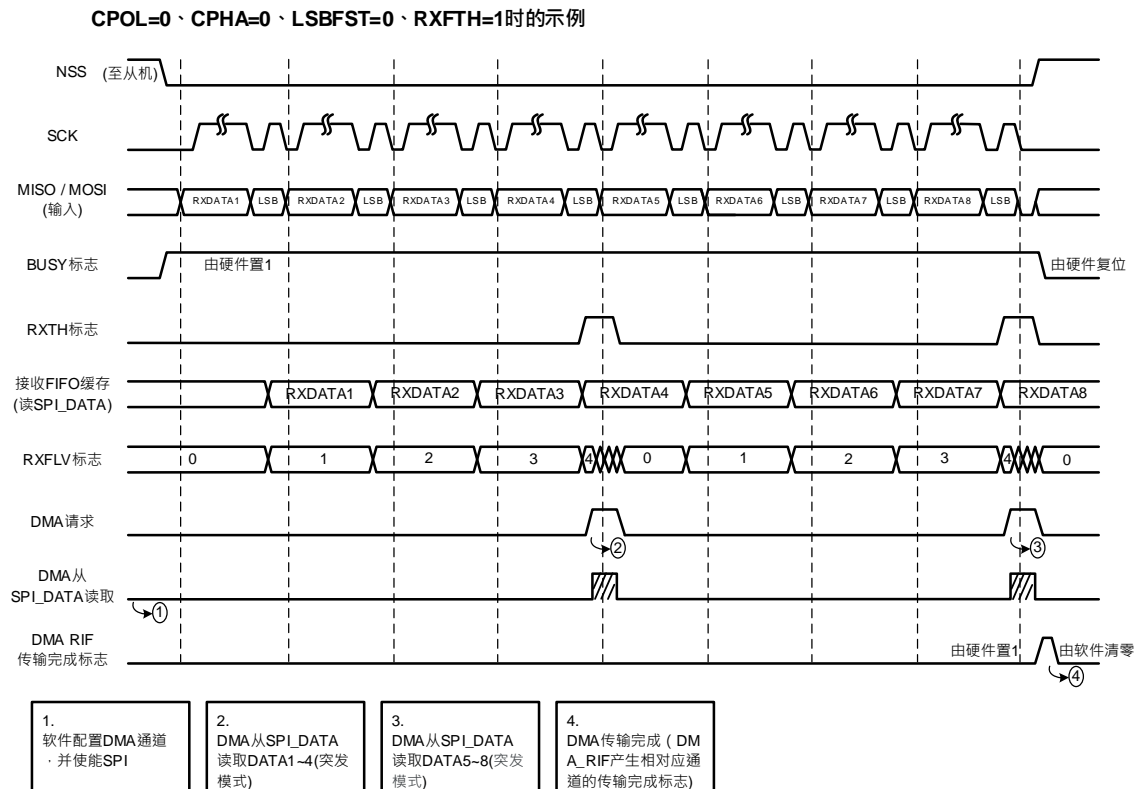 CPOL=0、CPHA=0、LSBFST=0、RXFTH=1时的示例
NSS (至从机)
SCK
MISO / MOSI
(输入)
RXDATA1 LSB RXDATA2 LSB RXDATA3 LSB RXDATA4 LSB RXDATA5 LSB RXDATA6 LSB RXDATA7 LSB RXDATA8 LSB
BUSY标志
由硬件置1
由硬件复位
RXTH标志
接收FIFO缓存
(读SPI_DATA)
RXDATA1 RXDATA2 RXDATA3 RXDATA4 RXDATA5 RXDATA6 RXDATA7 RXDATA8
RXFLV标志
0 1 2 3 4 0 1 2 3 4 0
DMA请求
② ③
DMA从
SPI_DATA读取
①
DMA RIF
传输完成标志
由硬件置1 由软件清零
④
1.
软件配置DMA通道
，并使能SPI
2.
DMA从SPI_DATA
读取DATA1~4(突发
模式)
3.
DMA从SPI_DATA
读取DATA5~8(突发
模式)
4.
DMA传输完成（DM
A_RIF产生相对应通
道的传输完成标志)